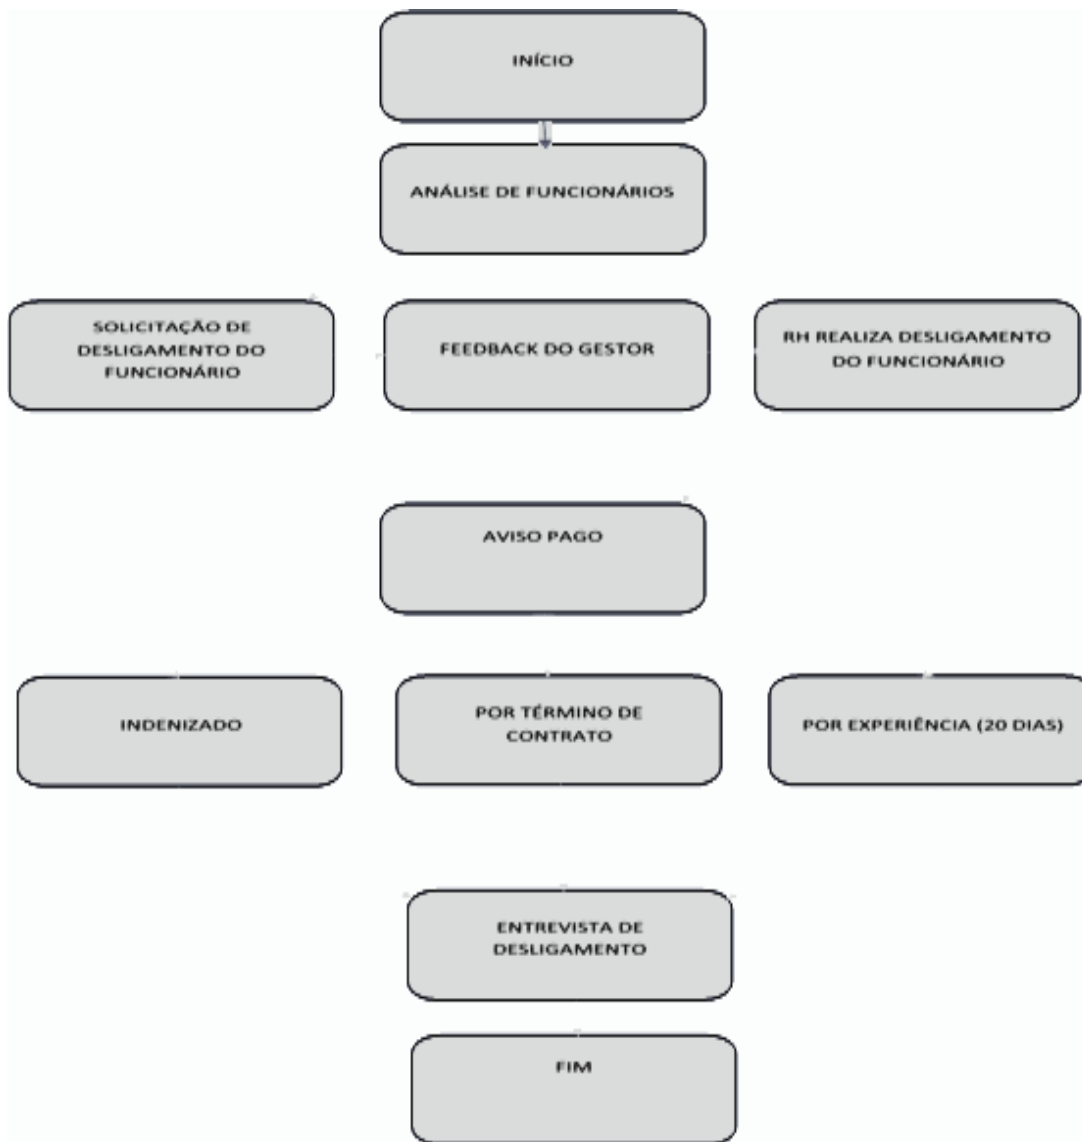 INÍCIO
ANÁLISE DE FUNCIONÁRIOS
SOLICITAÇÃO DE
DESLIGAMENTO DO
FUNCIONÁRIO
FEEDBACK DO GESTOR
RH REALIZA DESLIGAMENTO
DO FUNCIONÁRIO
AVISO PAGO
INDENIZADO
POR TÉRMINO DE
CONTRATO
POR EXPERIÊNCIA (20 DIAS)
ENTREVISTA DE
DESLIGAMENTO
FIM